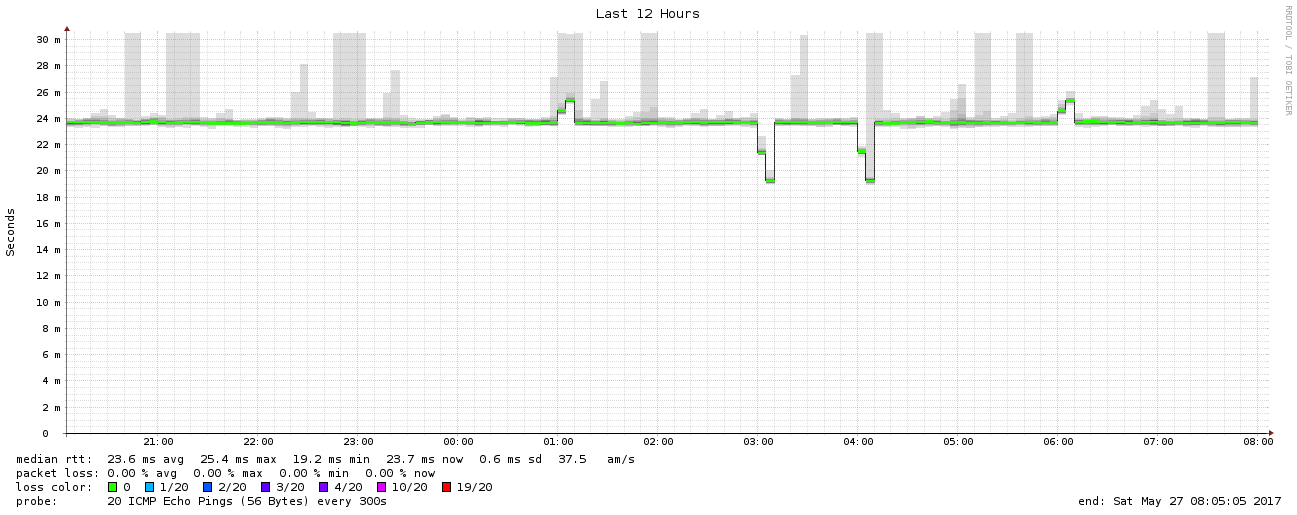 Last 12 Hours
RRDTOOL / TOBI OETIKER
Seconds
30 m
28 m
26 m
24 m
22 m
20 m
18 m
16 m
14 m
12 m
10 m
8 m
6 m
4 m
2 m
0
21:00 22:00 23:00 00:00 01:00 02:00 03:00 04:00 05:00 06:00 07:00 08:00
median rtt: 23.6 ms avg 25.4 ms max 19.2 ms min 23.7 ms now 0.6 ms sd 37.5 am/s
packet loss: 0.00 % avg 0.00 % max 0.00 % min 0.00 % now
loss color: 0 1/20 2/20 3/20 4/20 10/20 19/20
probe: 20 ICMP Echo Pings (56 Bytes) every 300s end: Sat May 27 08:05:05 2017